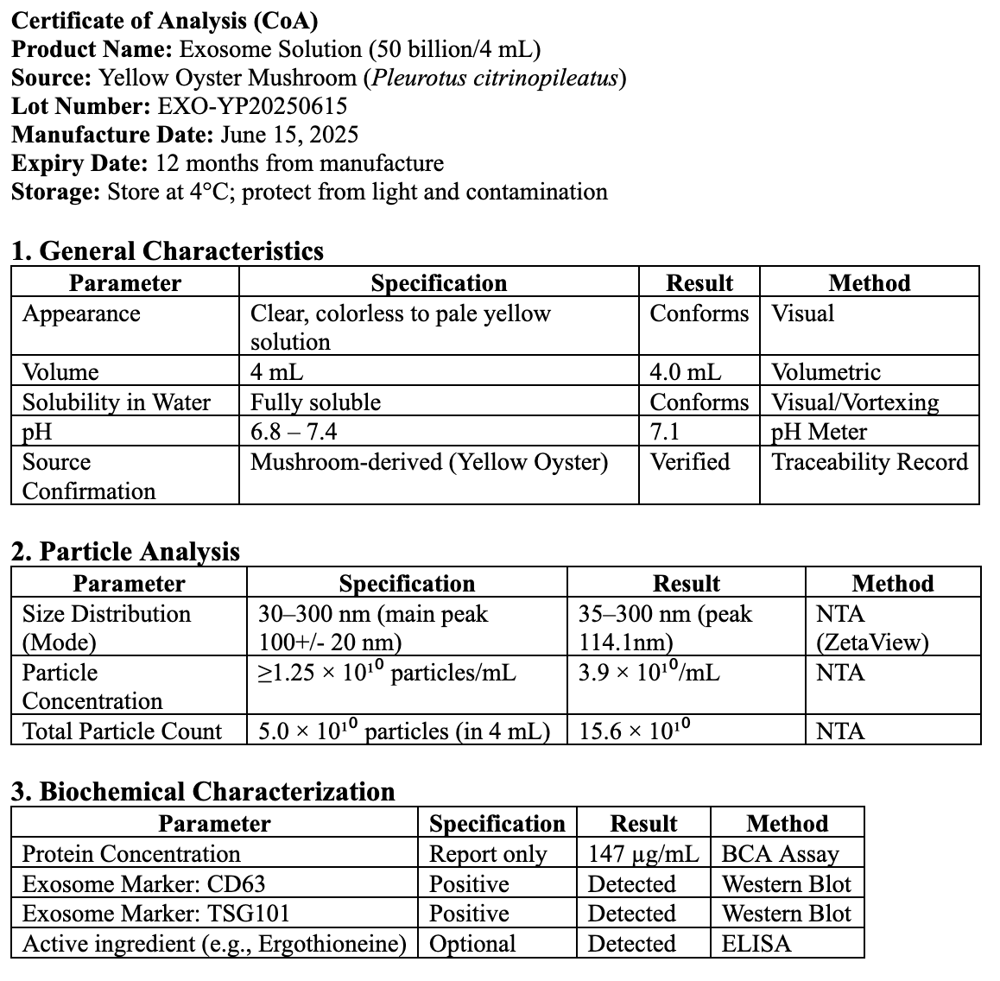 Certificate of Analysis (CoA)
Product Name: Exosome Solution (50 billion/4 mL)
Source: Yellow Oyster Mushroom (Pleurotus citrinopileatus)
Lot Number: EXO-YP20250615
Manufacture Date: June 15, 2025
Expiry Date: 12 months from manufacture
Storage: Store at 4°C; protect from light and contamination
1. General Characteristics
Parameter Specification Result Method
Appearance Clear, colorless to pale yellow Conforms Visual
solution
Volume 4 mL 4.0 mL Volumetric
Solubility in Water Fully soluble Conforms Visual/Vortexing
pH 6.8 – 7.4 7.1 pH Meter
Source Mushroom-derived (Yellow Oyster) Verified Traceability Record
Confirmation
2. Particle Analysis
Parameter Specification Result Method
Size Distribution 30–300 nm (main peak 35–300 nm (peak NTA
(Mode) 100+/- 20 nm) 114.1nm) (ZetaView)
Particle ≥1.25 × 10¹⁰ particles/mL 3.9 × 10¹⁰/mL NTA
Concentration
Total Particle Count 5.0 × 10¹⁰ particles (in 4 mL) 15.6 × 10¹⁰ NTA
3. Biochemical Characterization
Parameter Specification Result Method
Protein Concentration Report only 147 µg/mL BCA Assay
Exosome Marker: CD63 Positive Detected Western Blot
Exosome Marker: TSG101 Positive Detected Western Blot
Active ingredient (e.g., Ergothioneine) Optional Detected ELISA